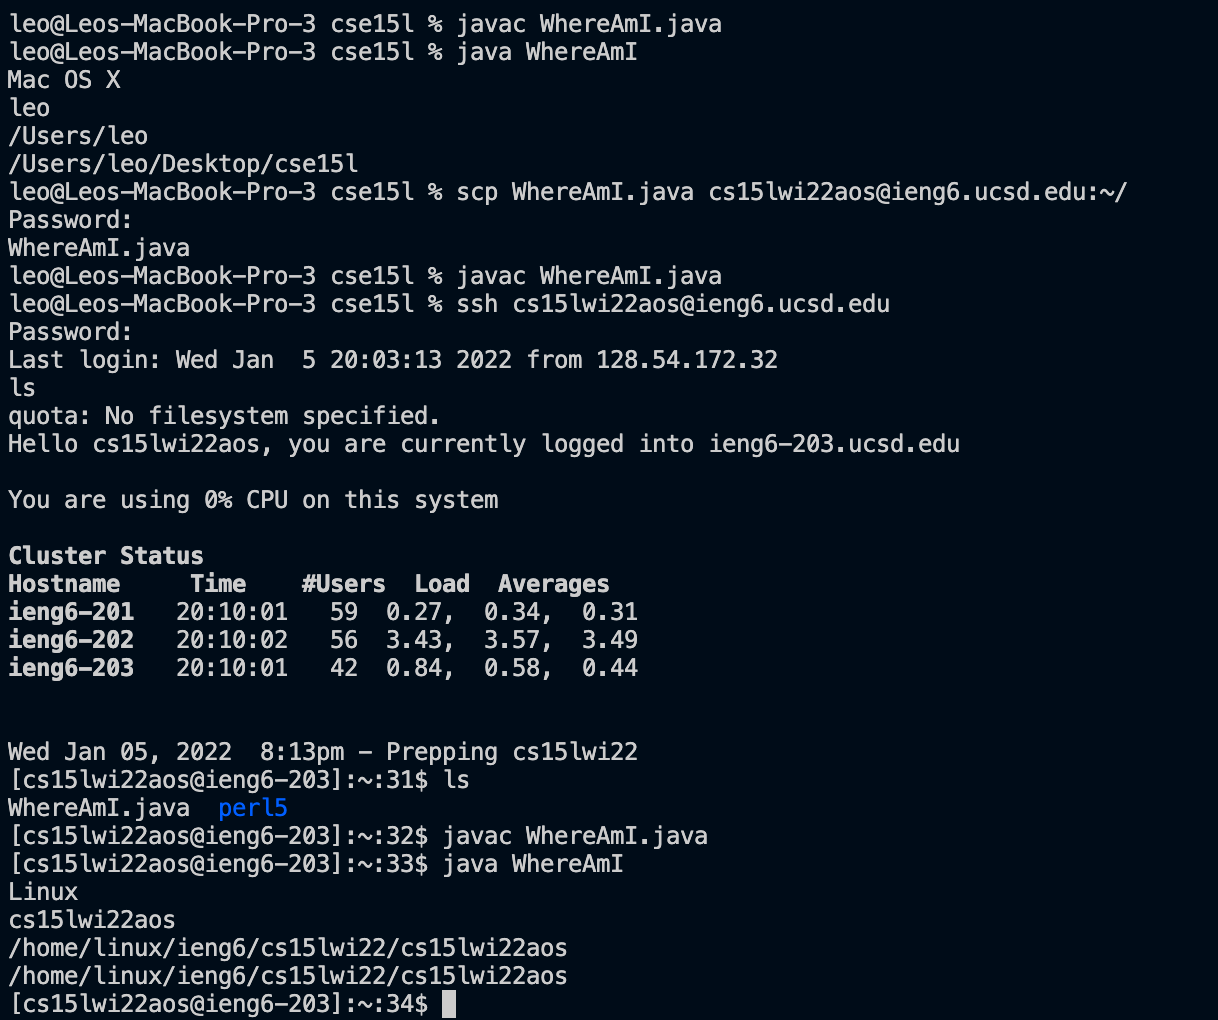 leo@Leos-MacBook-Pro-3 cse15l % javac WhereAmI.java
leo@Leos-MacBook-Pro-3 cse15l % java WhereAmI
Mac OS X
leo
/Users/leo
/Users/leo/Desktop/cse15l
leo@Leos-MacBook-Pro-3 cse15l % scp WhereAmI.java cs15lwi22aos@ieng6.ucsd.edu:~/
Password:
WhereAmI.java
leo@Leos-MacBook-Pro-3 cse15l % javac WhereAmI.java
leo@Leos-MacBook-Pro-3 cse15l % ssh cs15lwi22aos@ieng6.ucsd.edu
Password:
Last login: Wed Jan  5 20:03:13 2022 from 128.54.172.32
ls
quota: No filesystem specified.
Hello cs15lwi22aos, you are currently logged into ieng6-203.ucsd.edu
You are using 0% CPU on this system
Cluster Status
Hostname     Time    #Users  Load  Averages
ieng6-201   20:10:01   59  0.27,  0.34,  0.31
ieng6-202   20:10:02   56  3.43,  3.57,  3.49
ieng6-203   20:10:01   42  0.84,  0.58,  0.44
Wed Jan 05, 2022  8:13pm - Prepping cs15lwi22
[cs15lwi22aos@ieng6-203]:~:31$ ls
WhereAmI.java  perl5
[cs15lwi22aos@ieng6-203]:~:32$ javac WhereAmI.java
[cs15lwi22aos@ieng6-203]:~:33$ java WhereAmI
Linux
cs15lwi22aos
/home/linux/ieng6/cs15lwi22/cs15lwi22aos
/home/linux/ieng6/cs15lwi22/cs15lwi22aos
[cs15lwi22aos@ieng6-203]:~:34$